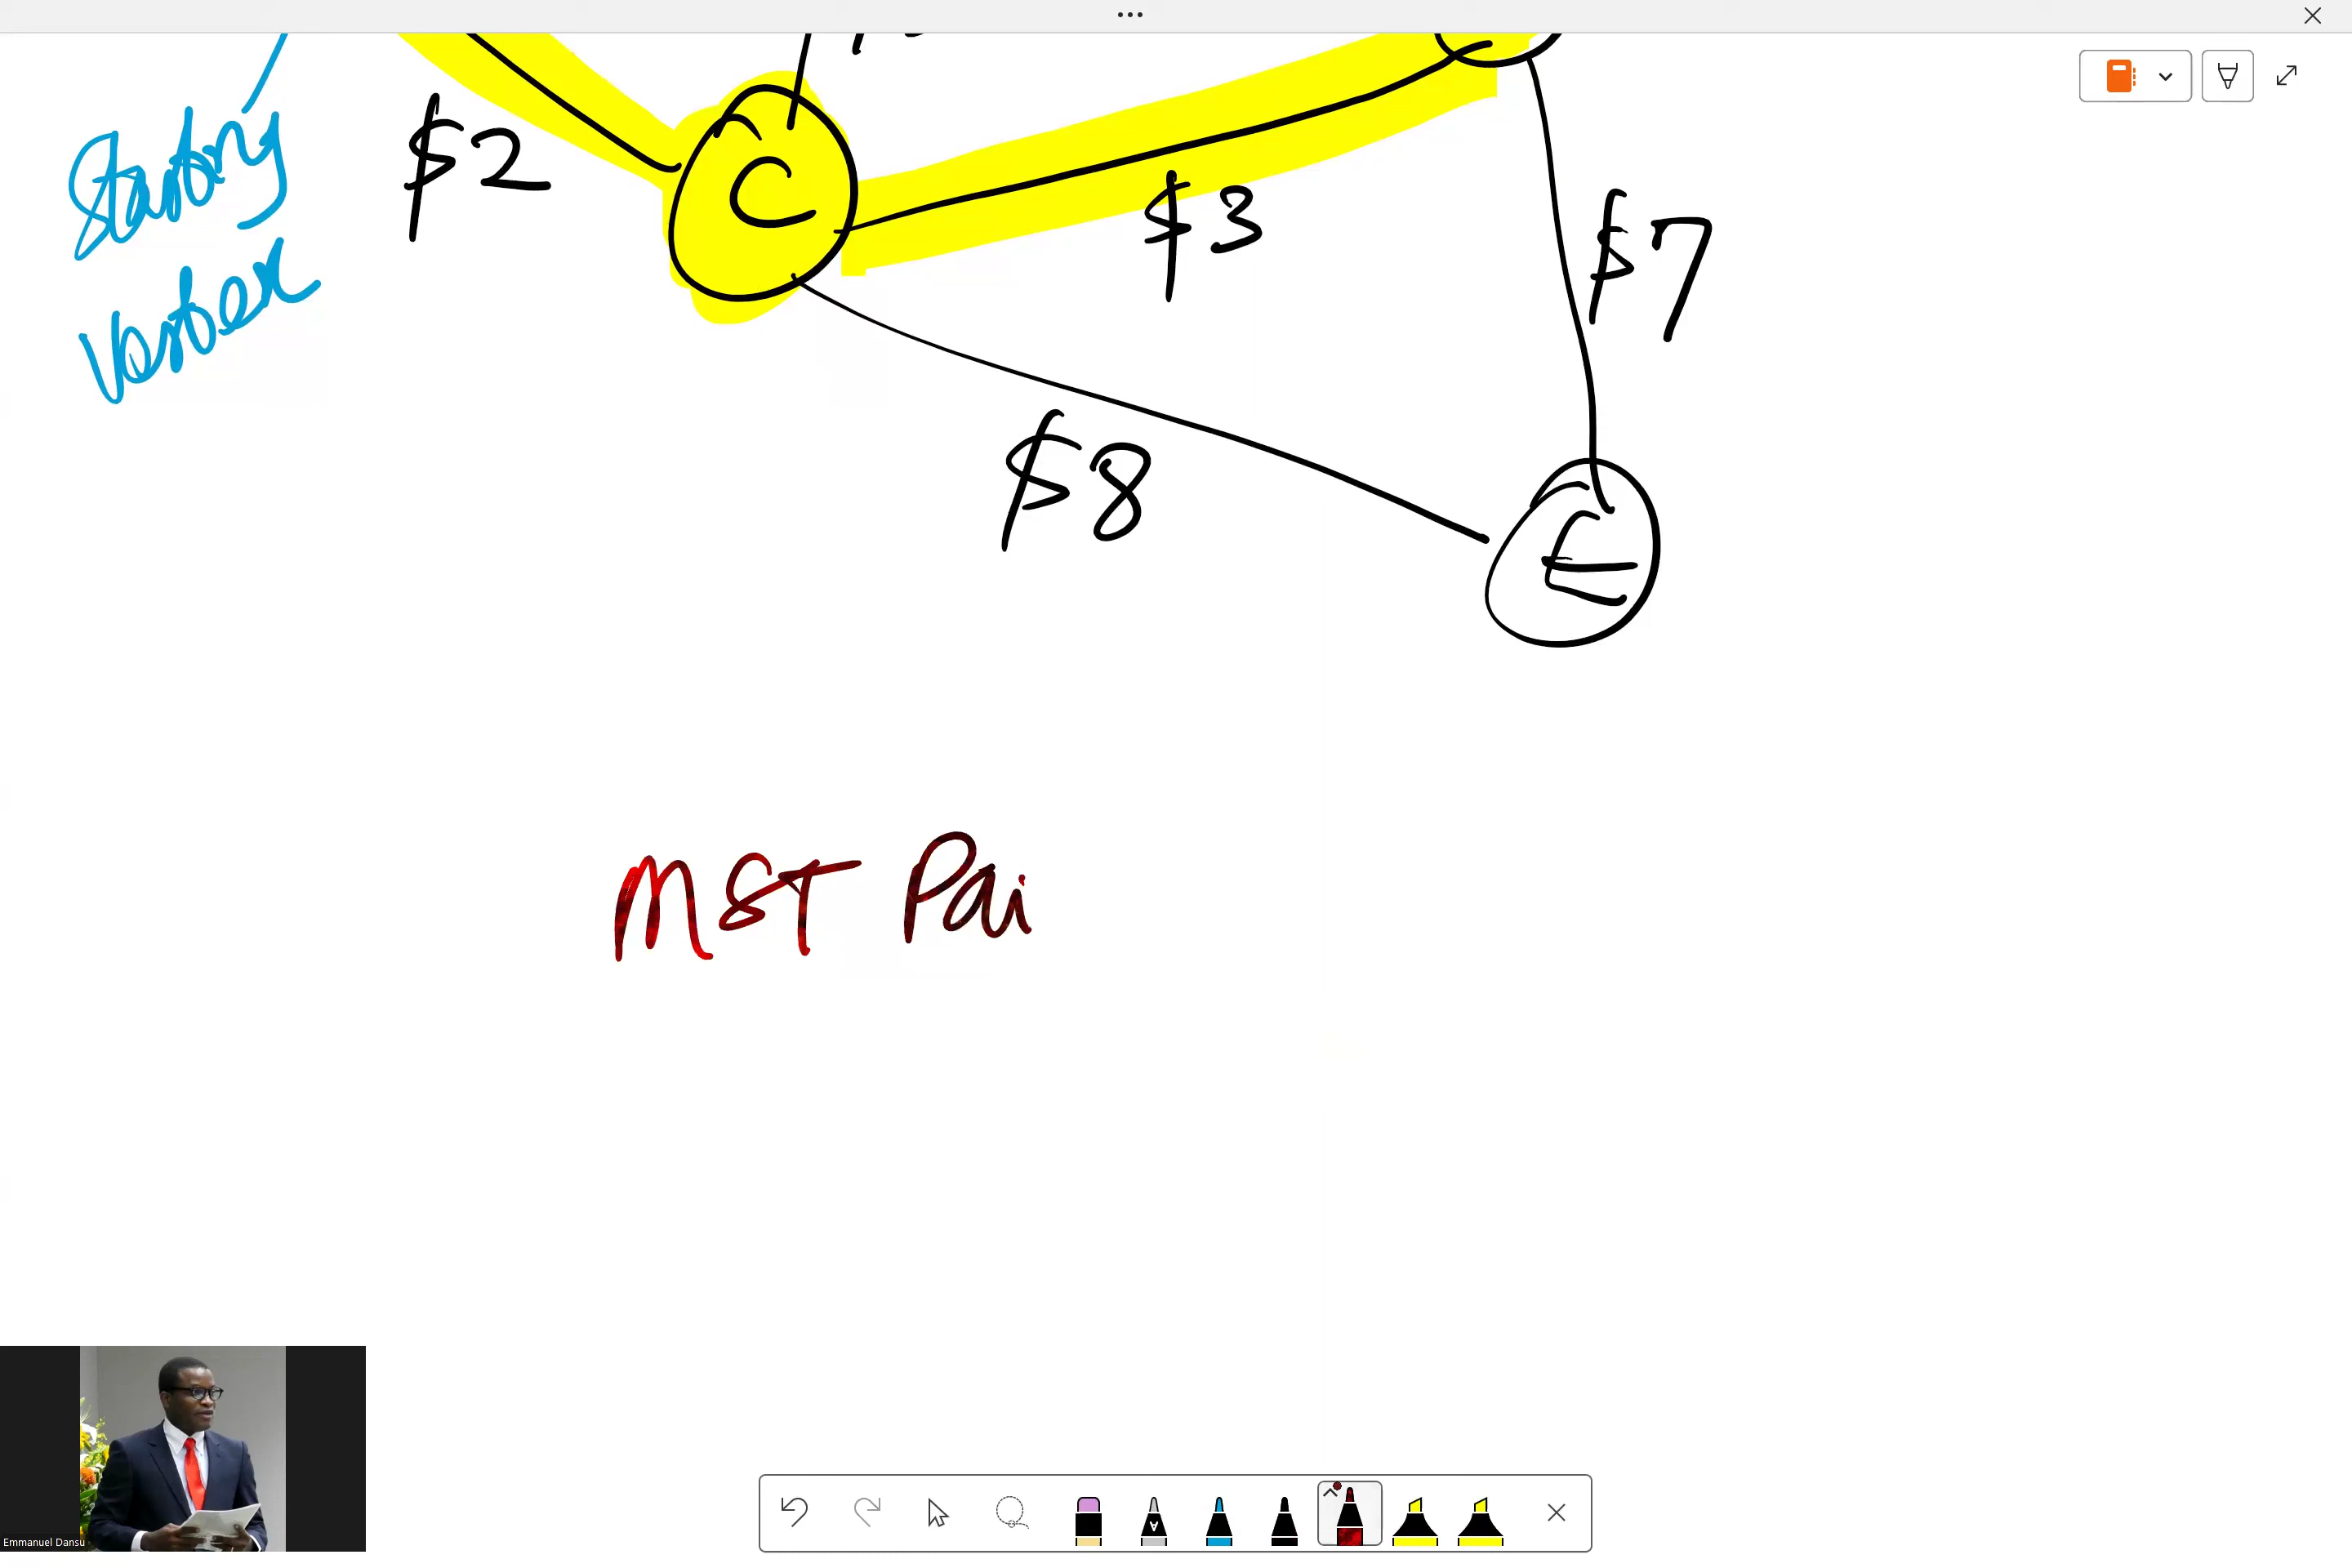 Starting
Vertex
$2
C
$3
$7
$8
E
MST Pai
Emmanuel Dansu